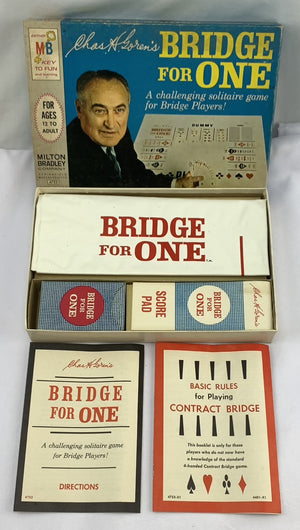 ANOTHER
MB
KEY
TO FUN
and learning
Chas H Goren's
BRIDGE
FOR ONE
A challenging solitaire game
for Bridge Players!
FOR
AGES
12 TO
ADULT
MILTON
BRADLEY
COMPANY
DUMMY
BRIDGE
FOR ONE
BRIDGE
FOR
ONE
SCORE
PAD
BRIDGE
FOR
ONE
Chas H Goren's
Chas H Goren's
BRIDGE
FOR ONE
A challenging solitaire game
for Bridge Players!
DIRECTIONS
4753
BASIC RULES
for Playing
CONTRACT BRIDGE
This booklet is only for those
players who do not now have
a knowledge of the standard
4-handed Contract Bridge game.